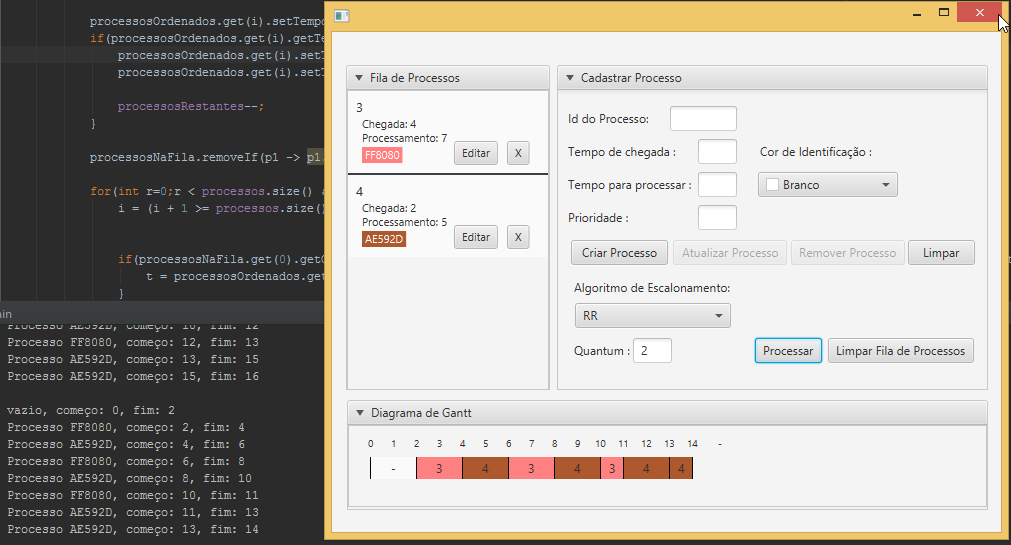 processosOrdenados.get(i).setTempo
if(processosOrdenados.get(i).getTe
processosOrdenados.get(i).setT
processosOrdenados.get(i).setT
processosRestantes--;
}
processosNaFila.removeIf(p1 -> p1.
for(int r=0;r < processos.size() &
i = (i + 1 >= processos.size()
if(processosNaFila.get(0).getC
t = processosOrdenados.get
}
Processo AE592D, começo: 10, fim: 12
Processo FF8080, começo: 12, fim: 13
Processo AE592D, começo: 13, fim: 15
Processo AE592D, começo: 15, fim: 16
vazio, começo: 0, fim: 2
Processo FF8080, começo: 2, fim: 4
Processo AE592D, começo: 4, fim: 6
Processo FF8080, começo: 6, fim: 8
Processo AE592D, começo: 8, fim: 10
Processo FF8080, começo: 10, fim: 11
Processo AE592D, começo: 11, fim: 13
Processo AE592D, começo: 13, fim: 14
Fila de Processos
3
Chegada: 4
Processamento: 7
FF8080 Editar X
4
Chegada: 2
Processamento: 5
AE592D Editar X
Cadastrar Processo
Id do Processo:
Tempo de chegada : Cor de Identificação :
Tempo para processar : Branco
Prioridade :
Criar Processo Atualizar Processo Remover Processo Limpar
Algoritmo de Escalonamento:
RR
Quantum : 2 Processar Limpar Fila de Processos
Diagrama de Gantt
0 1 2 3 4 5 6 7 8 9 10 11 12 13 14 -
- 3 4 3 4 3 4 4